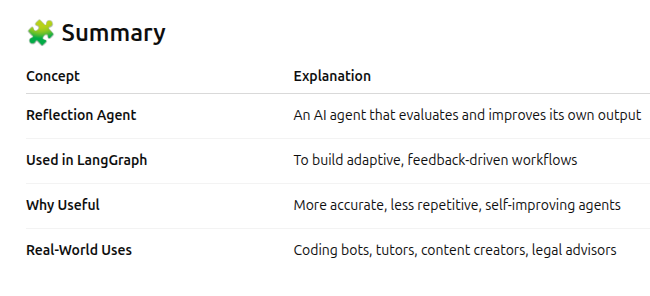 🧩 Summary
Concept Explanation
Reflection Agent An AI agent that evaluates and improves its own output
Used in LangGraph To build adaptive, feedback-driven workflows
Why Useful More accurate, less repetitive, self-improving agents
Real-World Uses Coding bots, tutors, content creators, legal advisors